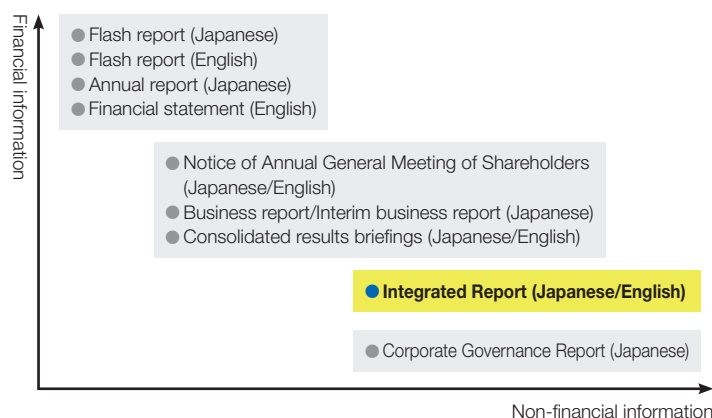 Financial information
● Flash report (Japanese)
● Flash report (English)
● Annual report (Japanese)
● Financial statement (English)
● Notice of Annual General Meeting of Shareholders
(Japanese/English)
● Business report/Interim business report (Japanese)
● Consolidated results briefings (Japanese/English)
● Integrated Report (Japanese/English)
● Corporate Governance Report (Japanese)
Non-financial information